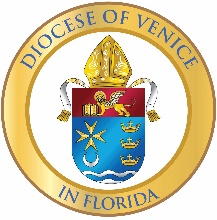 DIOCESE OF VENICE
IN FLORIDA